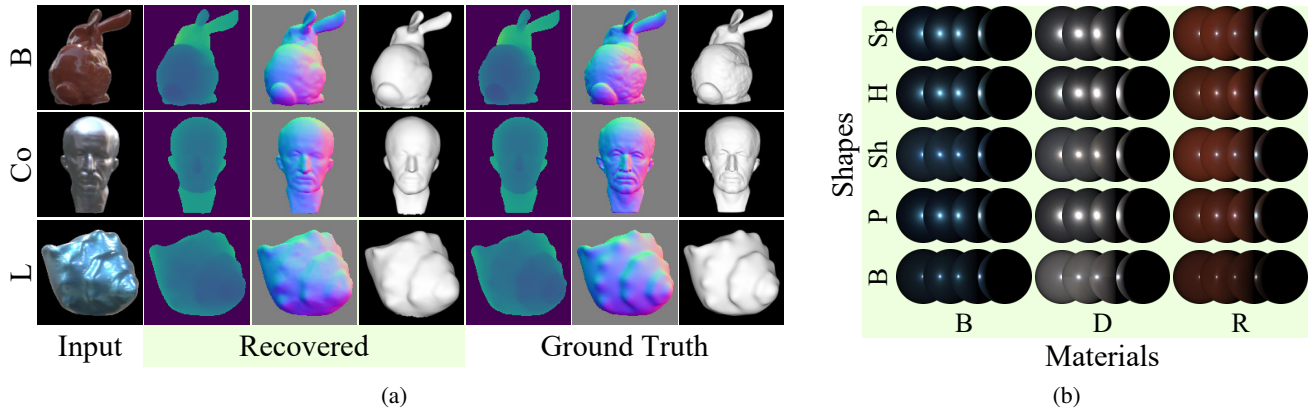 B
Co
L
Input
Recovered
Ground Truth
(a)
Shapes
Sp
H
Sh
P
B
B D R
Materials
(b)